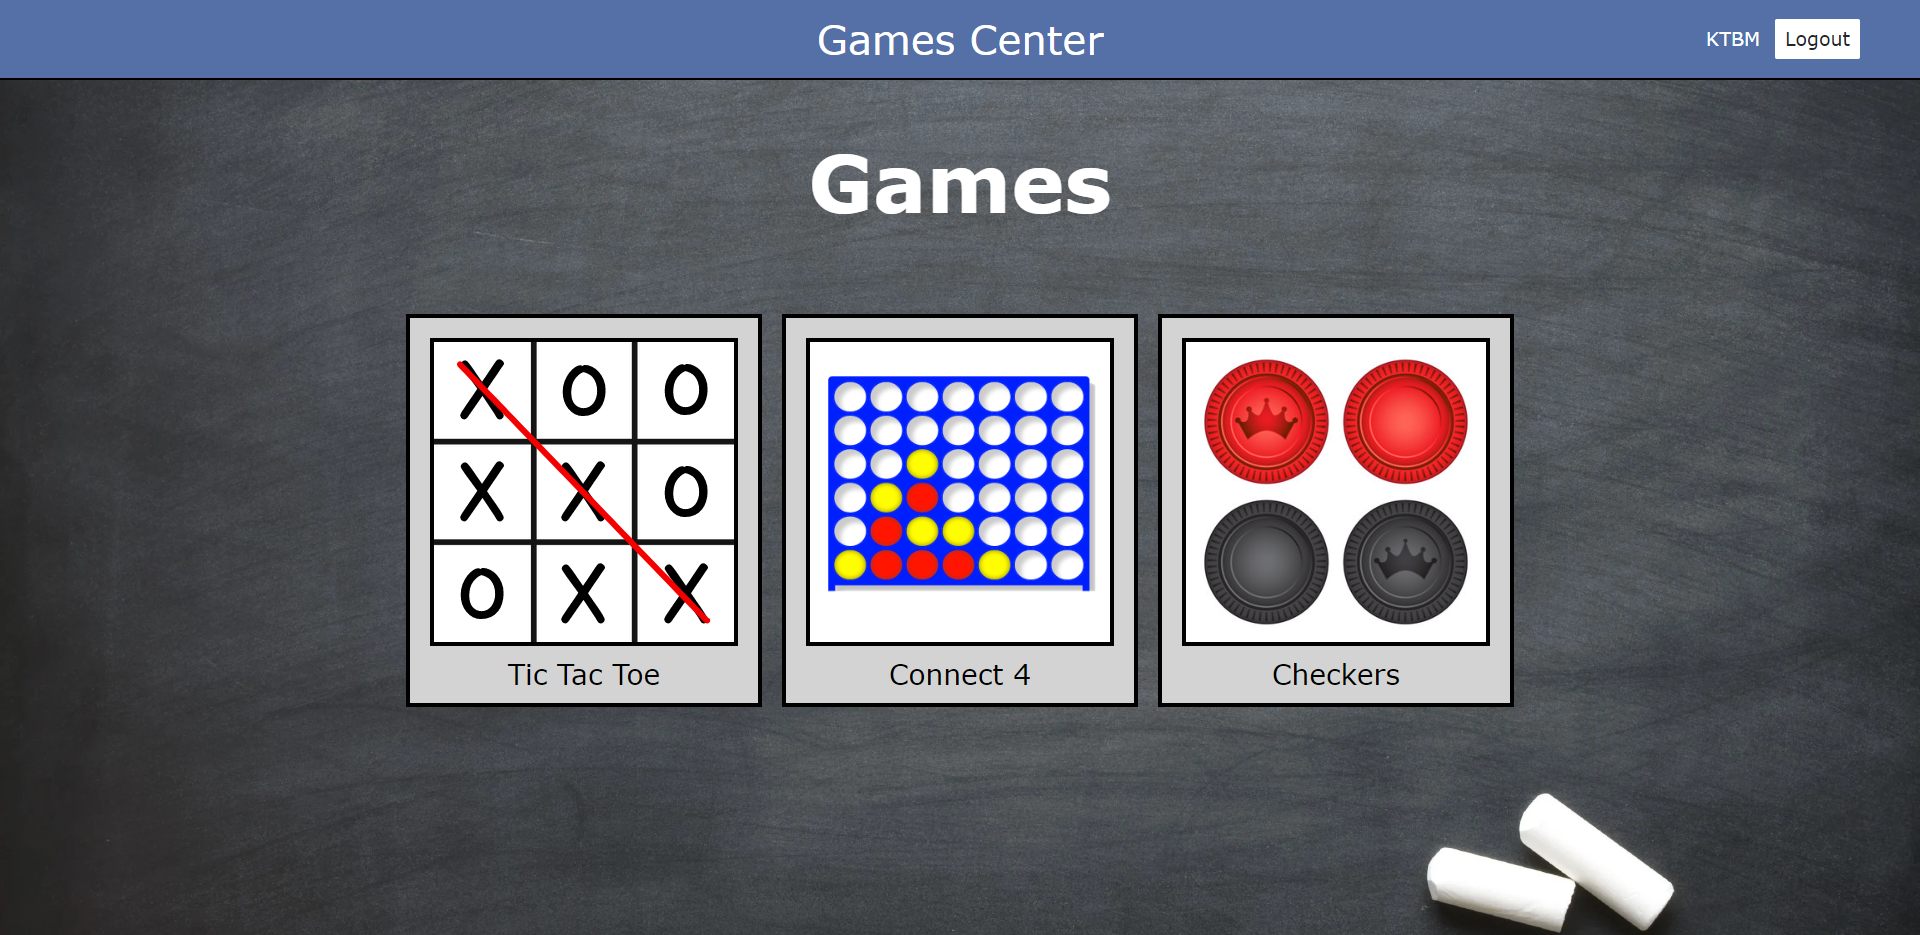 Games Center
KTBM Logout
Games
X O O
X X O
O X X
Tic Tac Toe
Connect 4
Checkers